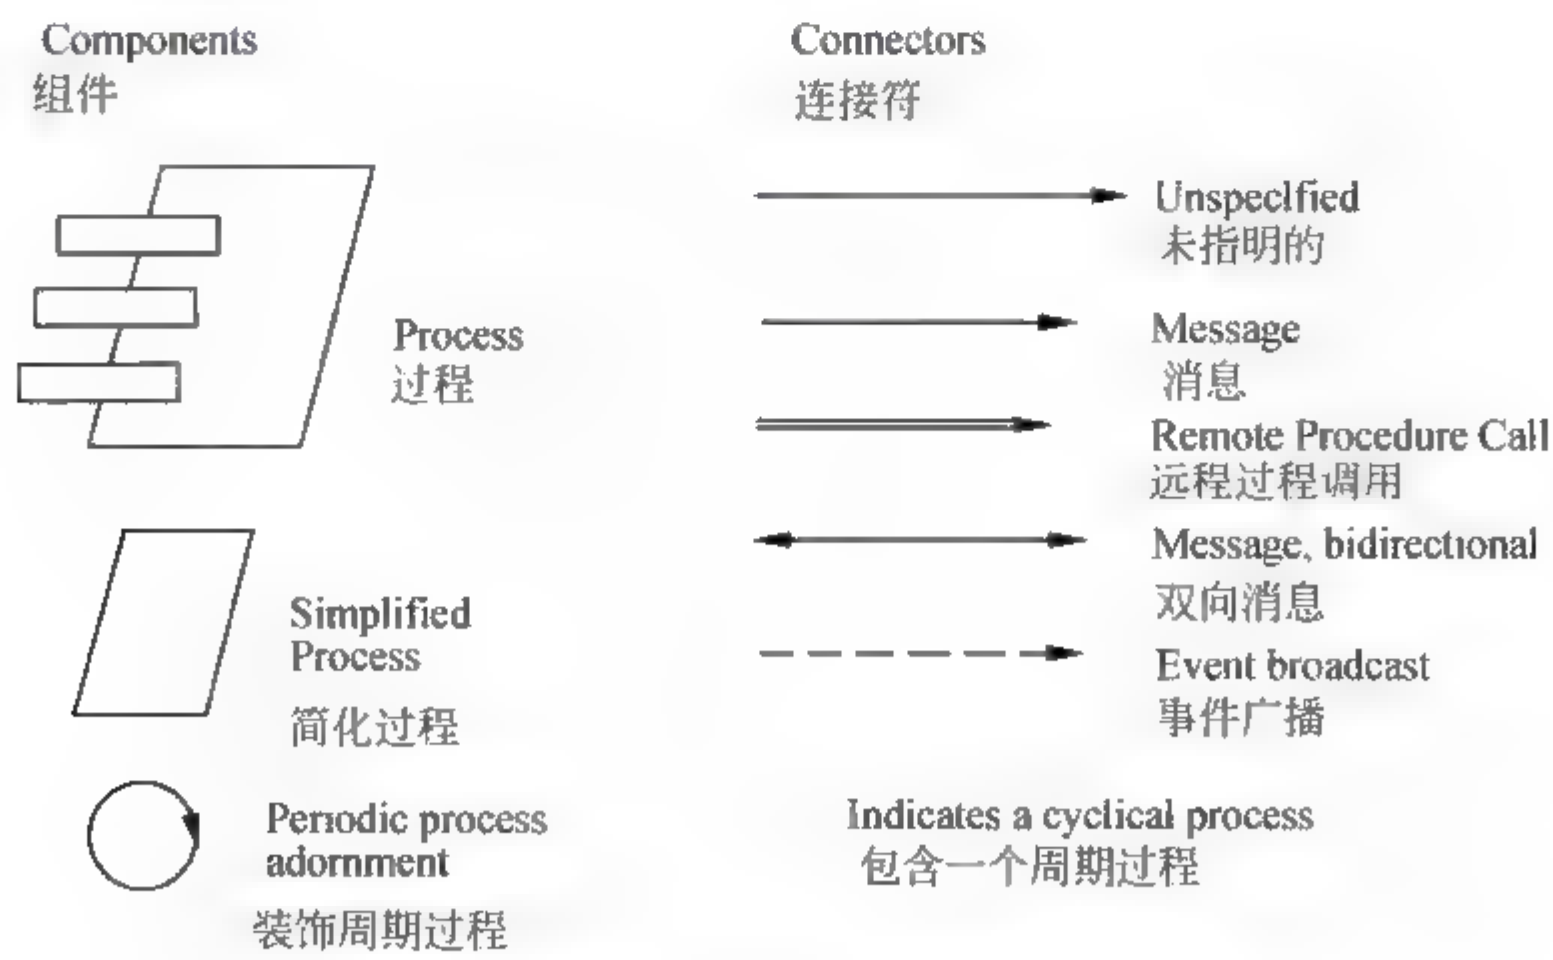 Components
组件
Connectors
连接符
Unspeclfied
未指明的
Process
过程
Message
消息
Remote Procedure Call
远程过程调用
Message, bidirectional
双向消息
Simplified
Process
简化过程
Event broadcast
事件广播
Periodic process
adornment
装饰周期过程
Indicates a cyclical process
包含一个周期过程